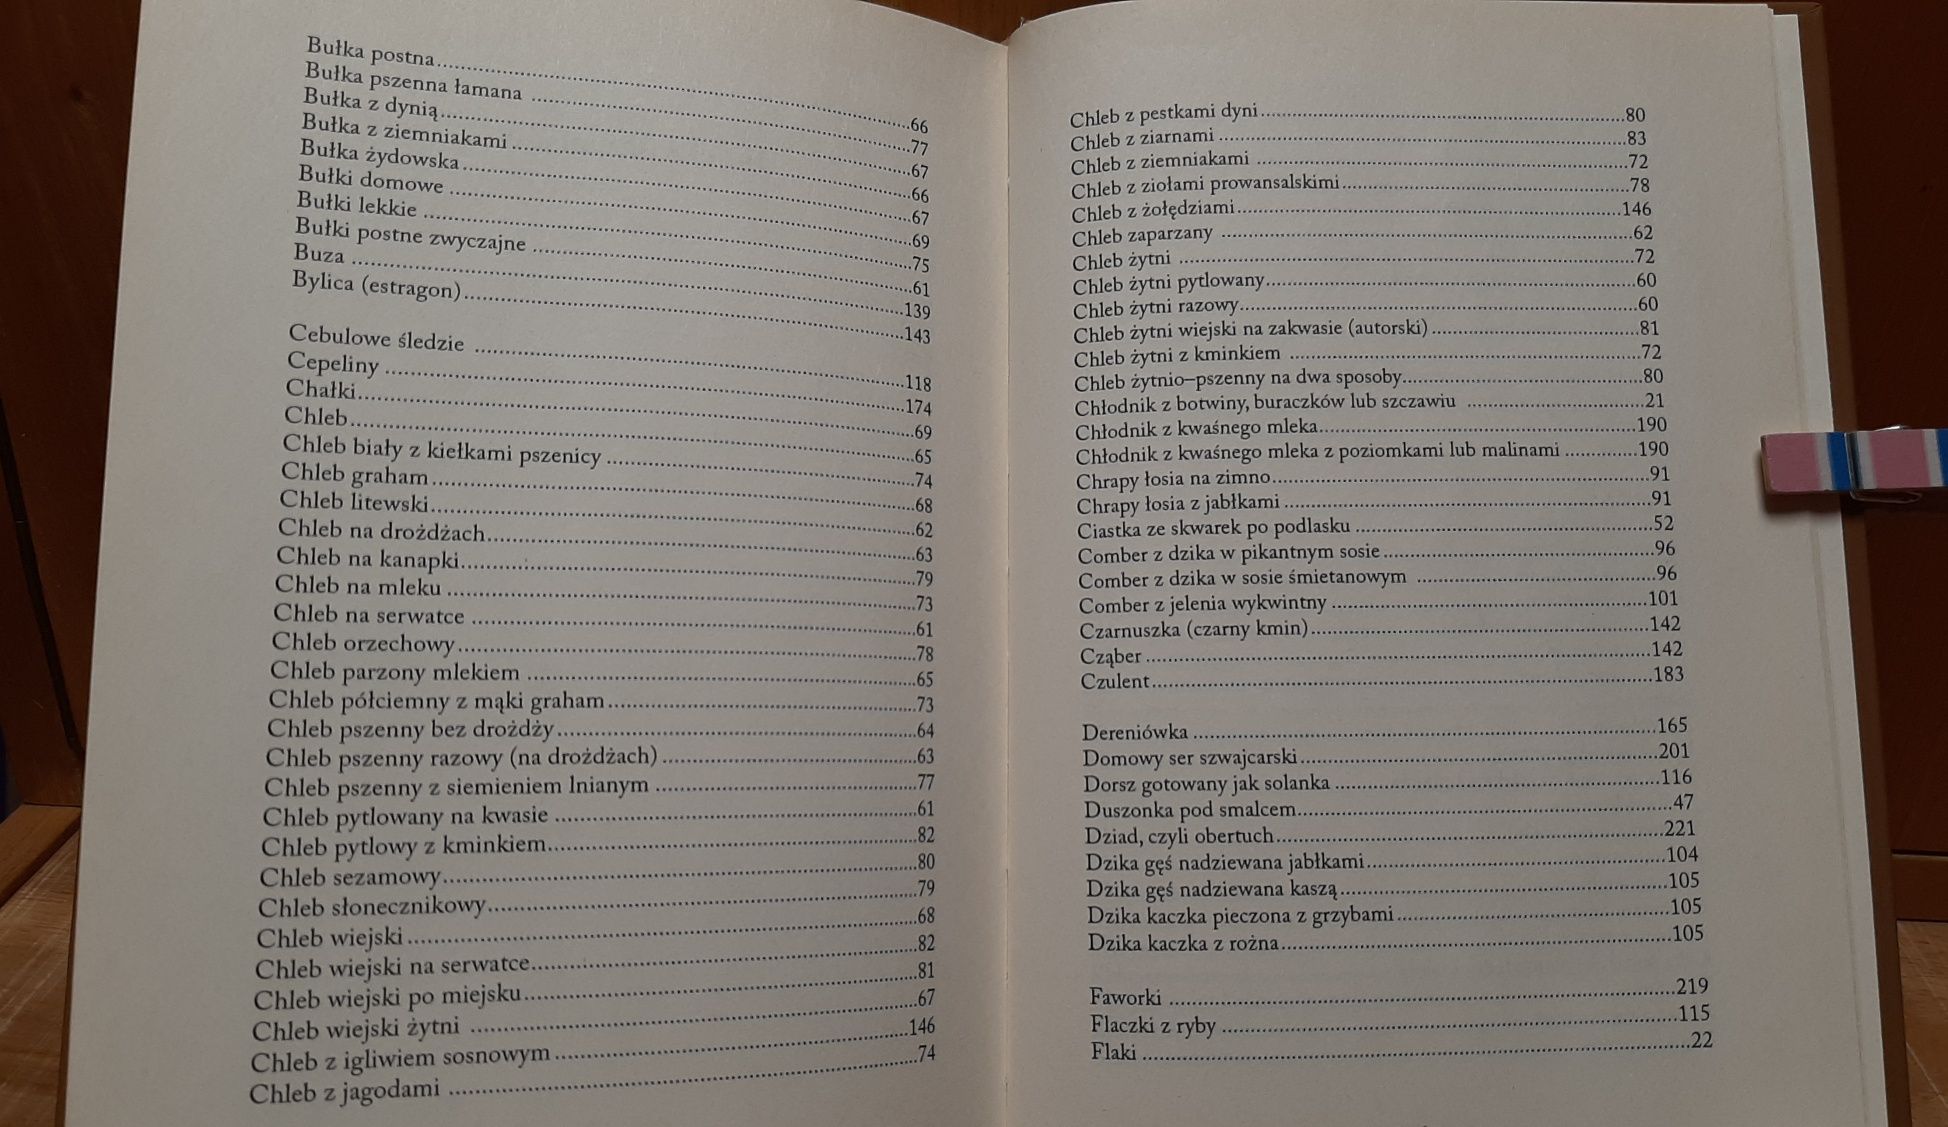 Bułka postna....................66
Bułka pszenna łamana ....................77
Bułka z dynią....................67
Bułka z ziemniakami ....................66
Bułka żydowska....................67
Bułki domowe ....................69
Bułki lekkie ....................75
Bułki postne zwyczajne ....................61
Buza ....................139
Bylica (estragon)....................143
Cebulowe śledzie ....................118
Cepeliny ....................174
Chałki....................69
Chleb....................65
Chleb biały z kiełkami pszenicy ....................74
Chleb graham....................68
Chleb litewski....................62
Chleb na drożdżach....................63
Chleb na kanapki....................79
Chleb na mleku ....................73
Chleb na serwatce ....................61
Chleb orzechowy....................78
Chleb parzony mlekiem ....................65
Chleb półciemny z mąki graham....................73
Chleb pszenny bez drożdży....................64
Chleb pszenny razowy (na drożdżach) ....................63
Chleb pszenny z siemieniem lnianym ....................77
Chleb pytlowany na kwasie ....................61
Chleb pytlowy z kminkiem....................82
Chleb sezamowy....................80
Chleb słonecznikowy....................79
Chleb wiejski....................68
Chleb wiejski na serwatce....................82
Chleb wiejski po miejsku....................81
Chleb wiejski żytni ....................67
Chleb z igliwiem sosnowym ....................146
Chleb z jagodami ....................74
Chleb z pestkami dyni....................80
Chleb z ziarnami ....................83
Chleb z ziemniakami ....................72
Chleb z ziołami prowansalskimi....................78
Chleb z żołędziami....................146
Chleb zaparzany ....................62
Chleb żytni ....................72
Chleb żytni pytlowany....................60
Chleb żytni razowy....................60
Chleb żytni wiejski na zakwasie (autorski) ....................81
Chleb żytni z kminkiem ....................72
Chleb żytnio–pszenny na dwa sposoby....................80
Chłodnik z botwiny, buraczków lub szczawiu ....................21
Chłodnik z kwaśnego mleka....................190
Chłodnik z kwaśnego mleka z poziomkami lub malinami ....................190
Chrapy łosia na zimno....................91
Chrapy łosia z jabłkami ....................91
Ciastka ze skwarek po podlasku ....................52
Comber z dzika w pikantnym sosie....................96
Comber z dzika w sosie śmietanowym ....................96
Comber z jelenia wykwintny ....................101
Czarnuszka (czarny kmin)....................142
Cząber ....................142
Czulent....................183
Dereniówka ....................165
Domowy ser szwajcarski....................201
Dorsz gotowany jak solanka ....................116
Duszonka pod smalcem....................47
Dziad, czyli obertuch....................221
Dzika gęś nadziewana jabłkami....................104
Dzika gęś nadziewana kaszą....................105
Dzika kaczka pieczona z grzybami....................105
Dzika kaczka z rożna....................105
Faworki ....................219
Flaczki z ryby ....................115
Flaki ....................22